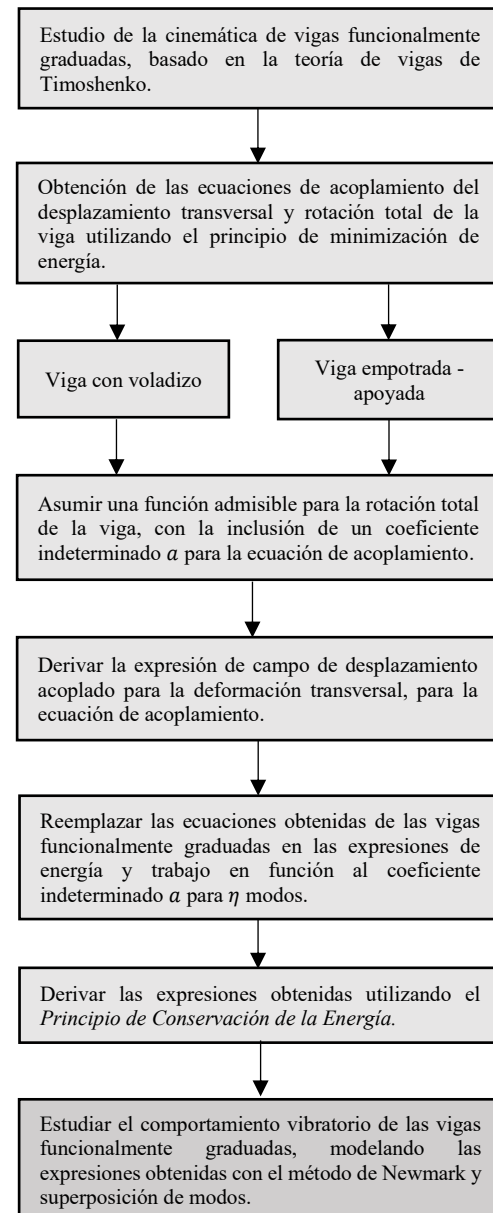 Estudio de la cinemática de vigas funcionalmente
graduadas, basado en la teoría de vigas de
Timoshenko.
Obtención de las ecuaciones de acoplamiento del
desplazamiento transversal y rotación total de la
viga utilizando el principio de minimización de
energía.
Viga con voladizo
Viga empotrada -
apoyada
Asumir una función admisible para la rotación total
de la viga, con la inclusión de un coeficiente
indeterminado a para la ecuación de acoplamiento.
Derivar la expresión de campo de desplazamiento
acoplado para la deformación transversal, para la
ecuación de acoplamiento.
Reemplazar las ecuaciones obtenidas de las vigas
funcionalmente graduadas en las expresiones de
energía y trabajo en función al coeficiente
indeterminado a para η modos.
Derivar las expresiones obtenidas utilizando el
Principio de Conservación de la Energía.
Estudiar el comportamiento vibratorio de las vigas
funcionalmente graduadas, modelando las
expresiones obtenidas con el método de Newmark y
superposición de modos.